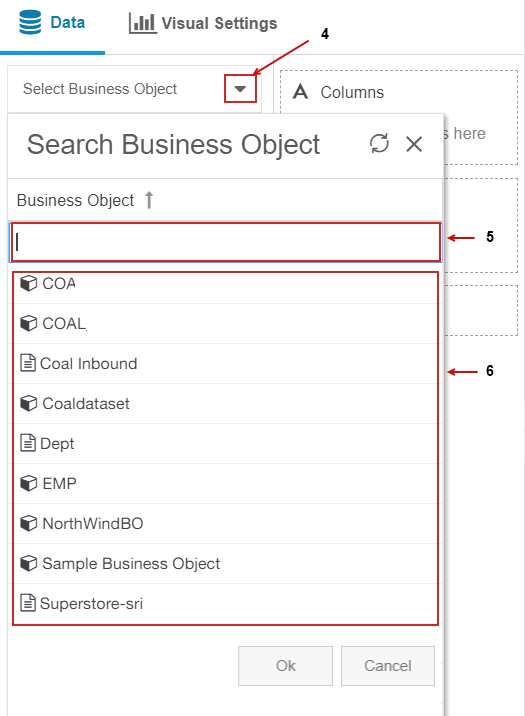 Data
Visual Settings
4
Select Business Object
Columns
Search Business Object
s here
Business Object
5
COA
COAL
Coal Inbound
6
Coaldataset
Dept
EMP
NorthWindBO
Sample Business Object
Superstore-sri
Ok
Cancel